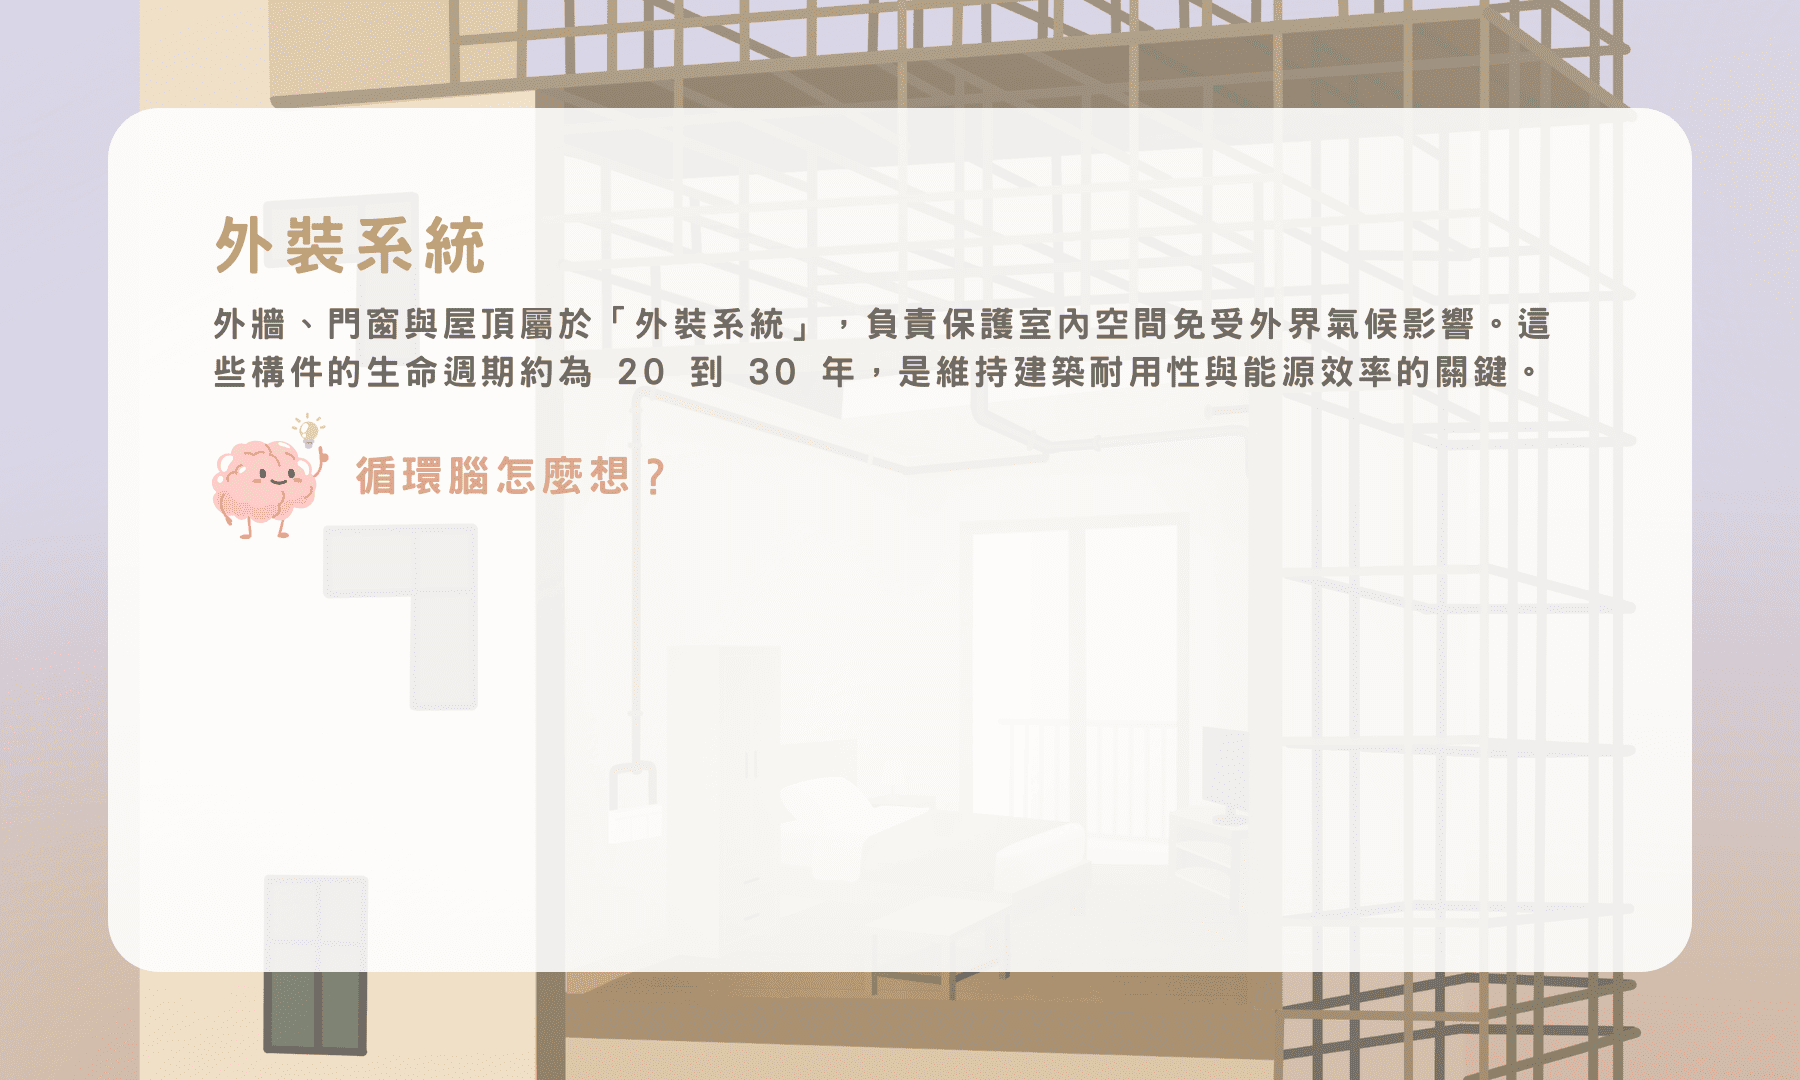 外裝系統
外牆、門窗與屋頂屬於「外裝系統」，負責保護室內空間免受外界氣候影響。這
些構件的生命週期約為 20 到 30 年，是維持建築耐用性與能源效率的關鍵。
循環腦怎麼想？